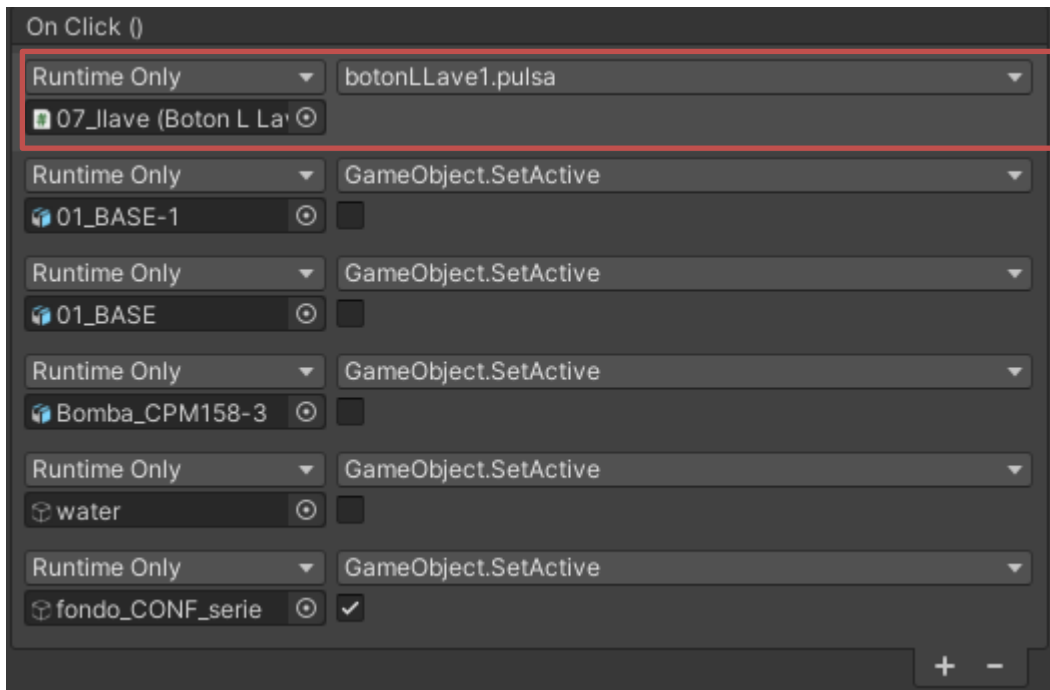 On Click ()
Runtime Only botonLLave1.pulsa
07_llave (Boton L La
Runtime Only GameObject.SetActive
01_BASE-1
Runtime Only GameObject.SetActive
01_BASE
Runtime Only GameObject.SetActive
Bomba_CPM158-3
Runtime Only GameObject.SetActive
water
Runtime Only GameObject.SetActive
fondo_CONF_serie
+ -